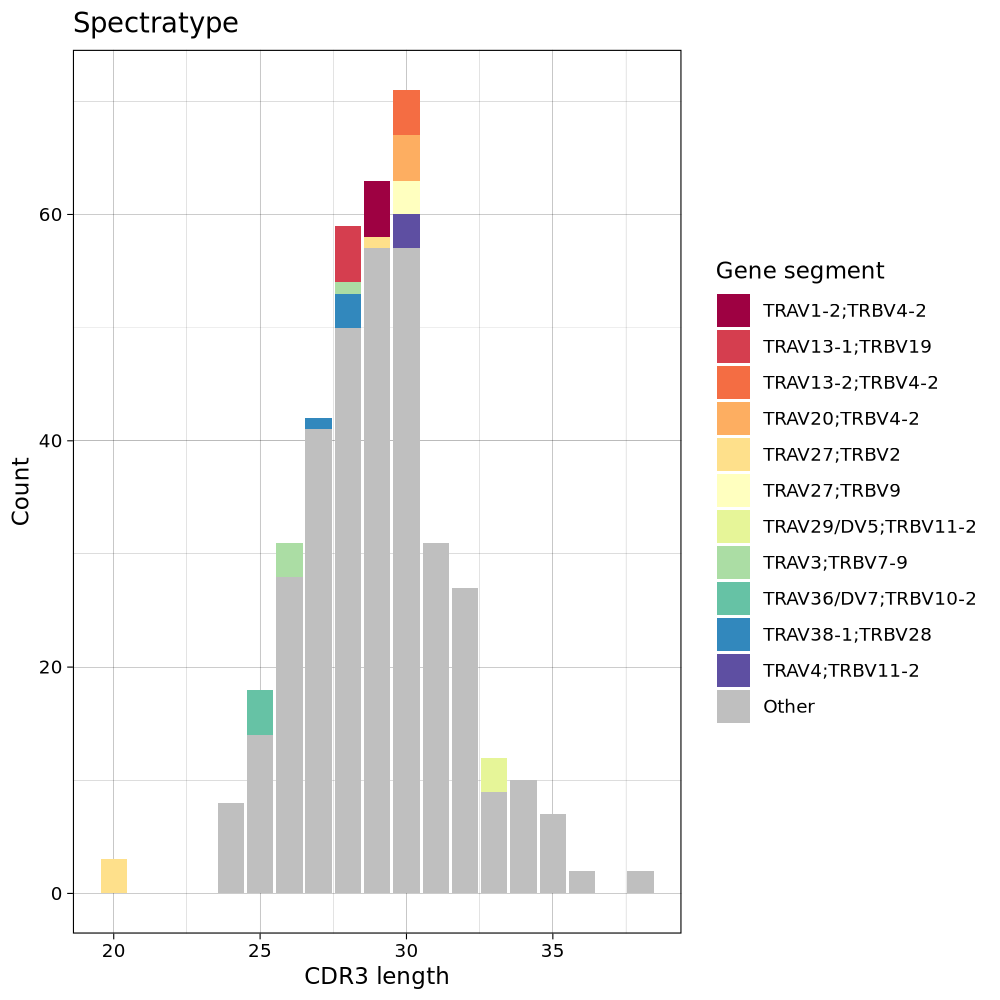 Spectratype
60
40
20
0
Count
20 25 30 35
CDR3 length
Gene segment
TRAV1-2;TRBV4-2
TRAV13-1;TRBV19
TRAV13-2;TRBV4-2
TRAV20;TRBV4-2
TRAV27;TRBV2
TRAV27;TRBV9
TRAV29/DV5;TRBV11-2
TRAV3;TRBV7-9
TRAV36/DV7;TRBV10-2
TRAV38-1;TRBV28
TRAV4;TRBV11-2
Other